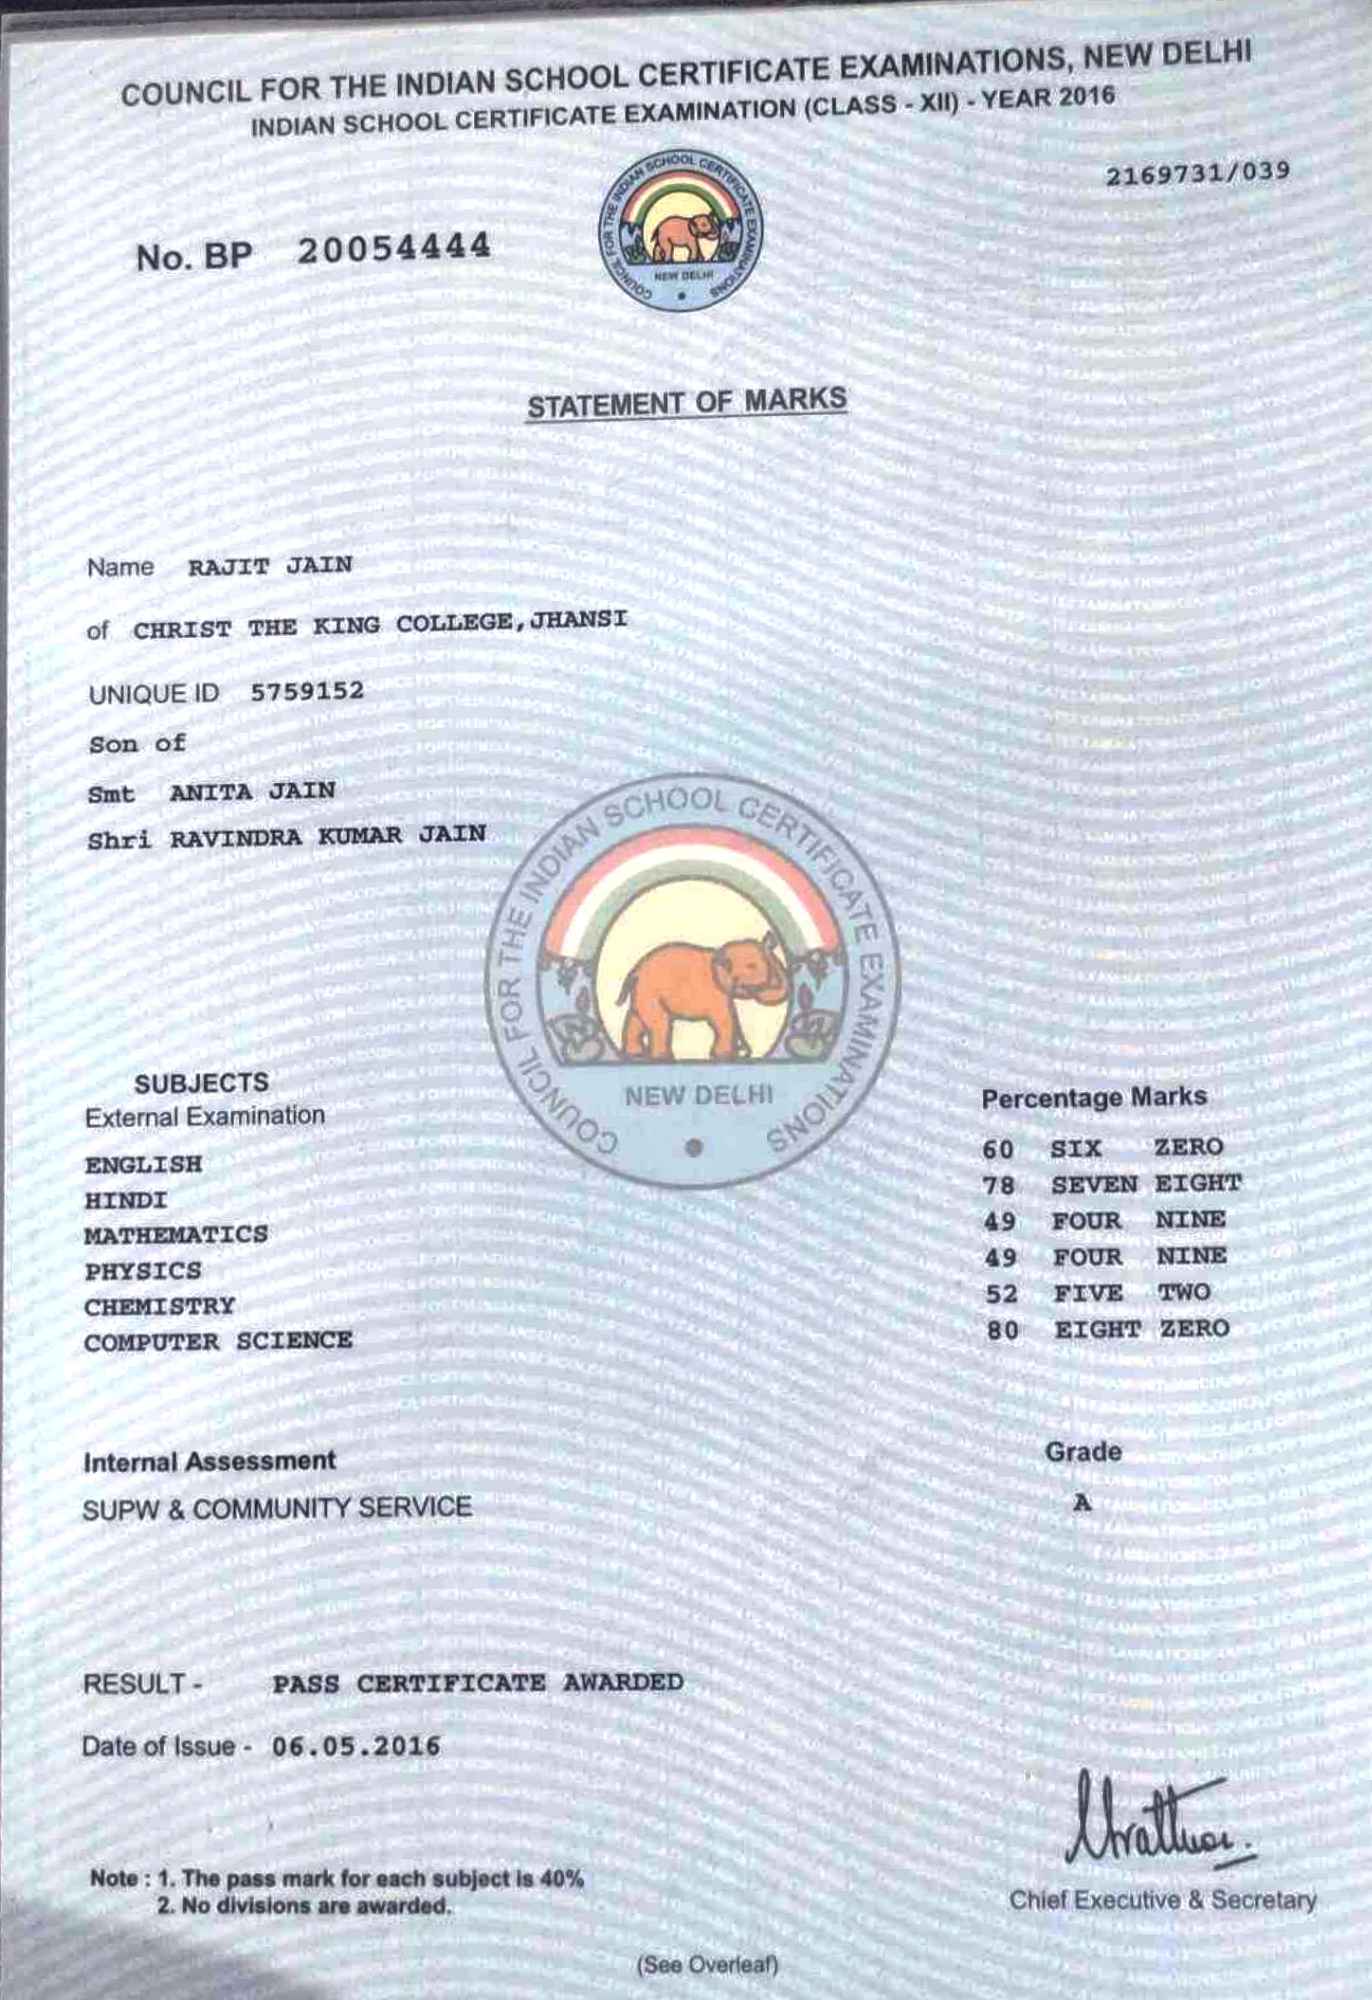 COUNCIL FOR THE INDIAN SCHOOL CERTIFICATE EXAMINATIONS, NEW DELHI
INDIAN SCHOOL CERTIFICATE EXAMINATION (CLASS - XII) - YEAR 2016
2169731/039
COUNCIL FOR THE INDIAN SCHOOL CERTIFICATE EXAMINATIONS
NEW DELHI
No. BP 20054444
STATEMENT OF MARKS
Name RAJIT JAIN
of CHRIST THE KING COLLEGE,JHANSI
UNIQUE ID 5759152
Son of
Smt ANITA JAIN
Shri RAVINDRA KUMAR JAIN
COUNCIL FOR THE INDIAN SCHOOL CERTIFICATE EXAMINATIONS
NEW DELHI
SUBJECTS Percentage Marks
External Examination
ENGLISH 60 SIX ZERO
HINDI 78 SEVEN EIGHT
MATHEMATICS 49 FOUR NINE
PHYSICS 49 FOUR NINE
CHEMISTRY 52 FIVE TWO
COMPUTER SCIENCE 80 EIGHT ZERO
Internal Assessment Grade
SUPW & COMMUNITY SERVICE A
RESULT - PASS CERTIFICATE AWARDED
Date of Issue - 06.05.2016
Note : 1. The pass mark for each subject is 40%
2. No divisions are awarded.
Chief Executive & Secretary
(See Overleaf)